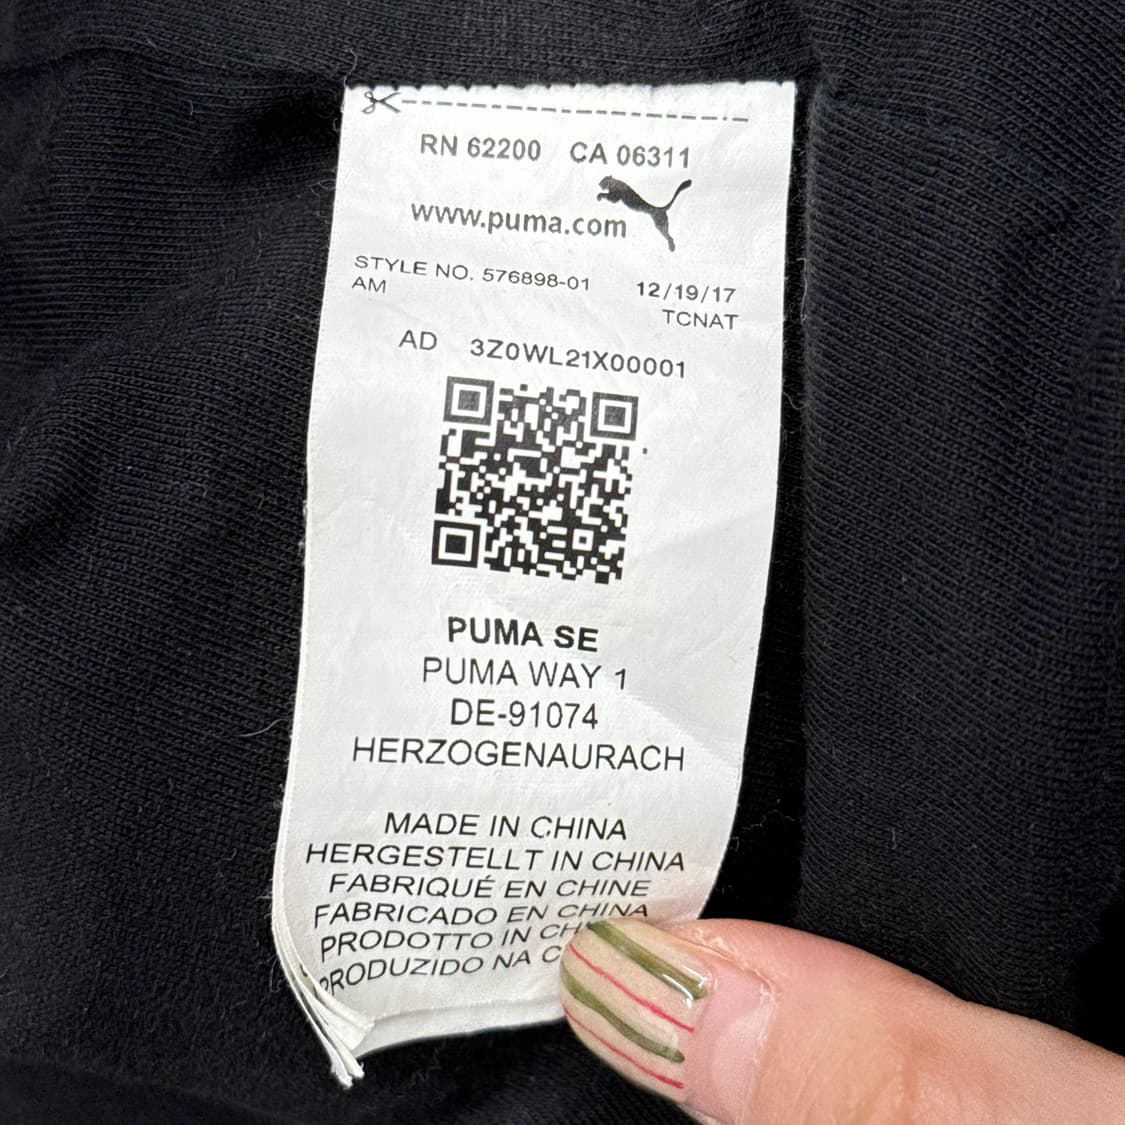 RN 62200 CA 06311
www.puma.com
STYLE NO. 576898-01 12/19/17
AM TCNAT
AD 3Z0WL21X00001
PUMA SE
PUMA WAY 1
DE-91074
HERZOGENAURACH
MADE IN CHINA
HERGESTELLT IN CHINA
FABRIQUÉ EN CHINE
FABRICADO EN CHINA
PRODOTTO IN
PRODUZIDO NA